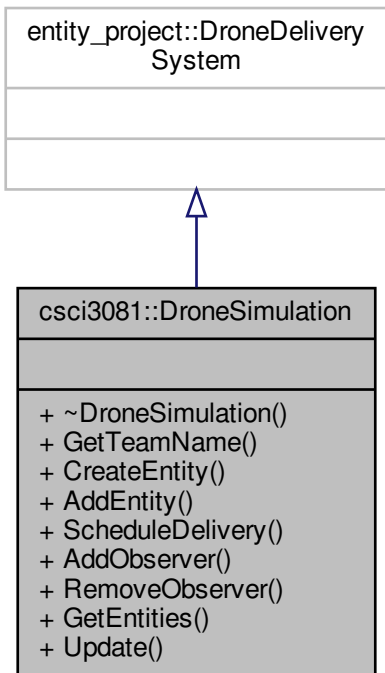 entity_project::DroneDelivery
System
csci3081::DroneSimulation
+ ~DroneSimulation()
+ GetTeamName()
+ CreateEntity()
+ AddEntity()
+ ScheduleDelivery()
+ AddObserver()
+ RemoveObserver()
+ GetEntities()
+ Update()